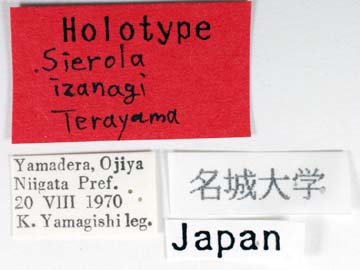 Holotype
Sierola
izanagi
Terayama
Yamadera, Ojiya
Niigata Pref.
20 VIII 1970
K. Yamagishi leg.
名城大学
Japan